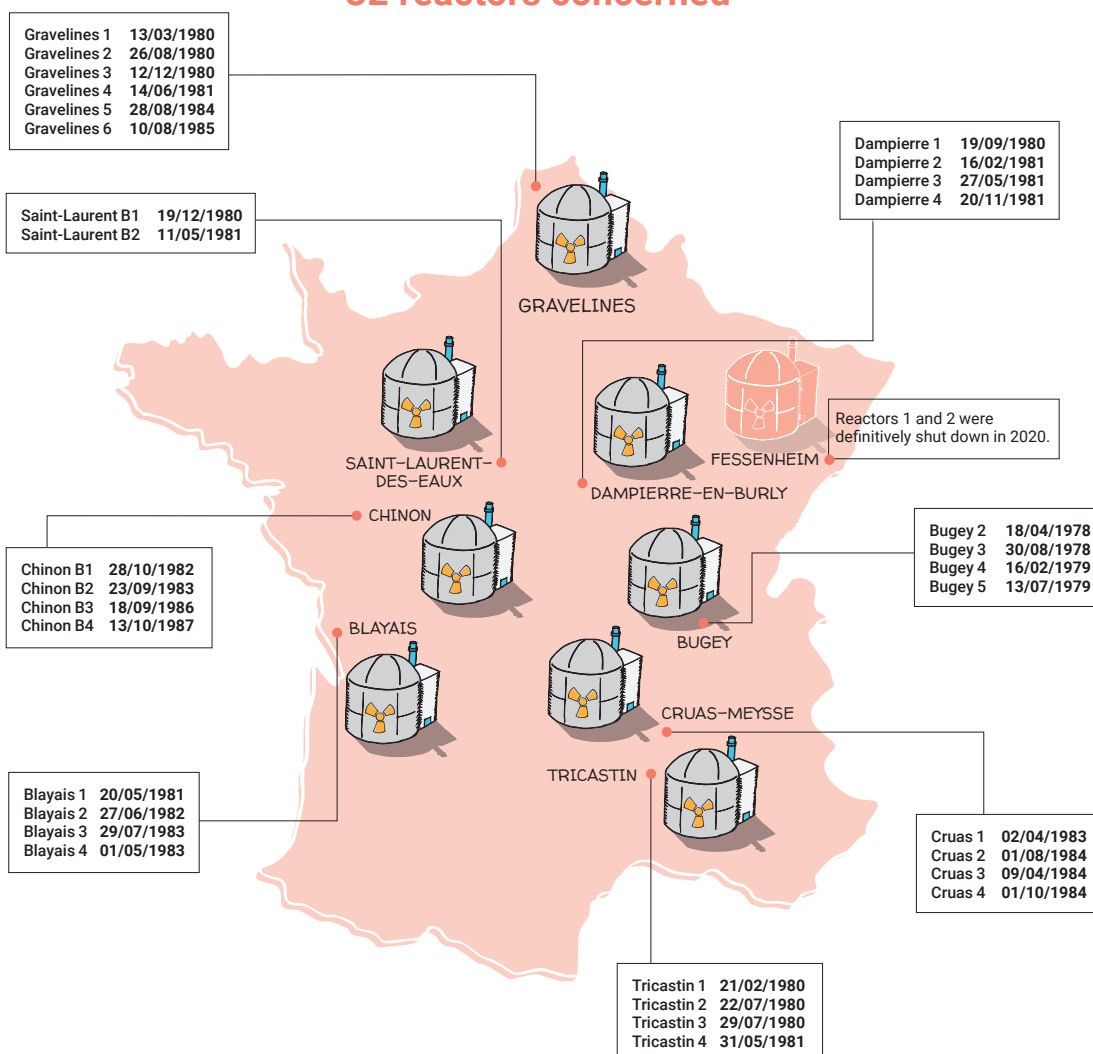 32 reactors concerned
Gravelines 1 13/03/1980
Gravelines 2 26/08/1980
Gravelines 3 12/12/1980
Gravelines 4 14/06/1981
Gravelines 5 28/08/1984
Gravelines 6 10/08/1985
Dampierre 1 19/09/1980
Dampierre 2 16/02/1981
Dampierre 3 27/05/1981
Dampierre 4 20/11/1981
Saint-Laurent B1 19/12/1980
Saint-Laurent B2 11/05/1981
GRAVELINES
Reactors 1 and 2 were
definitively shut down in 2020.
SAINT-LAURENT-
DES-EAUX
FESSENHEIM
DAMPIERRE-EN-BURLY
CHINON
Bugey 2 18/04/1978
Bugey 3 30/08/1978
Bugey 4 16/02/1979
Bugey 5 13/07/1979
Chinon B1 28/10/1982
Chinon B2 23/09/1983
Chinon B3 18/09/1986
Chinon B4 13/10/1987
BLAYAIS
BUGEY
CRUAS-MEYSSE
TRICASTIN
Blayais 1 20/05/1981
Blayais 2 27/06/1982
Blayais 3 29/07/1983
Blayais 4 01/05/1983
Cruas 1 02/04/1983
Cruas 2 01/08/1984
Cruas 3 09/04/1984
Cruas 4 01/10/1984
Tricastin 1 21/02/1980
Tricastin 2 22/07/1980
Tricastin 3 29/07/1980
Tricastin 4 31/05/1981